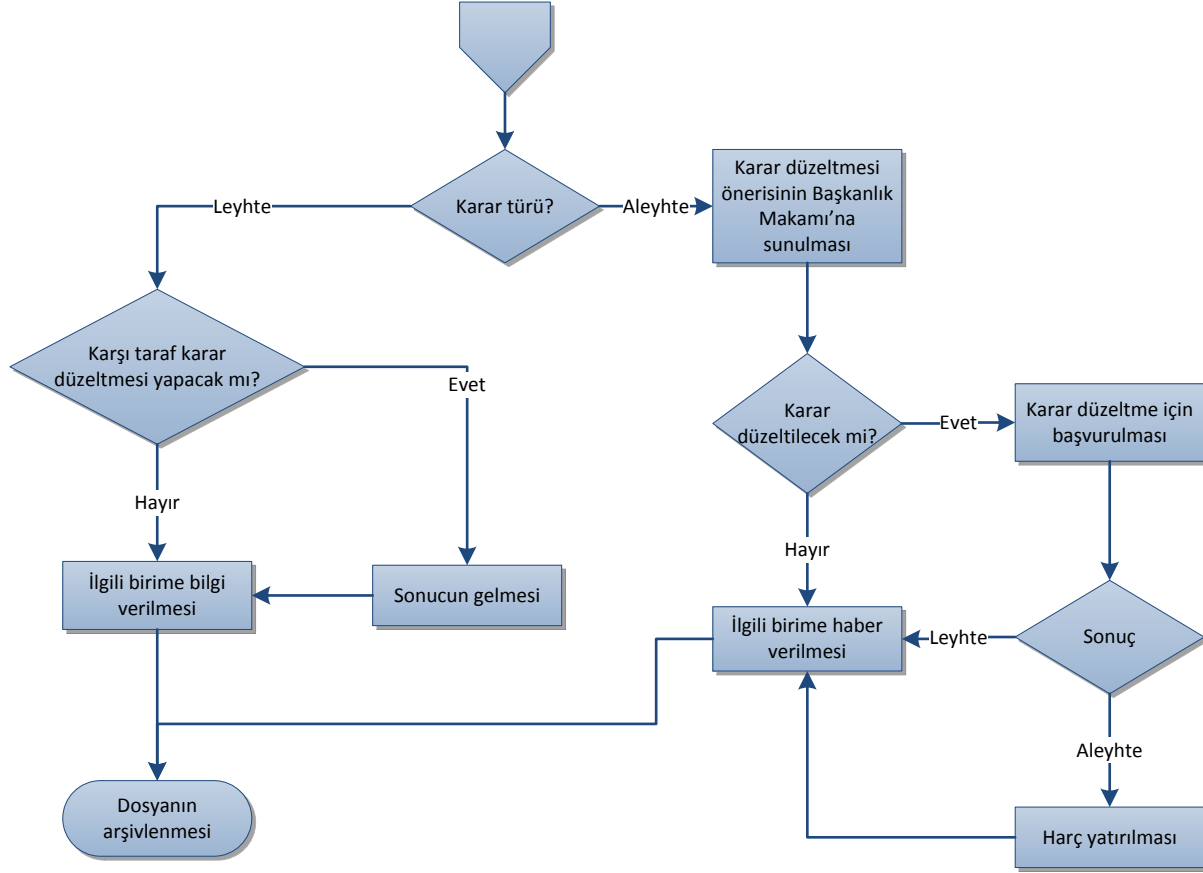 Karar türü?
Leyhte
Aleyhte
Karar düzeltmesi
önerisinin Başkanlık
Makamı’na
sunulması
Karşı taraf karar
düzeltmesi yapacak mı?
Evet
Hayır
Karar
düzeltilecek mi?
Evet
Karar düzeltme için
başvurulması
Hayır
İlgili birime bilgi
verilmesi
Sonucun gelmesi
İlgili birime haber
verilmesi
Leyhte
Sonuç
Aleyhte
Dosyanın
arşivlenmesi
Harç yatırılması